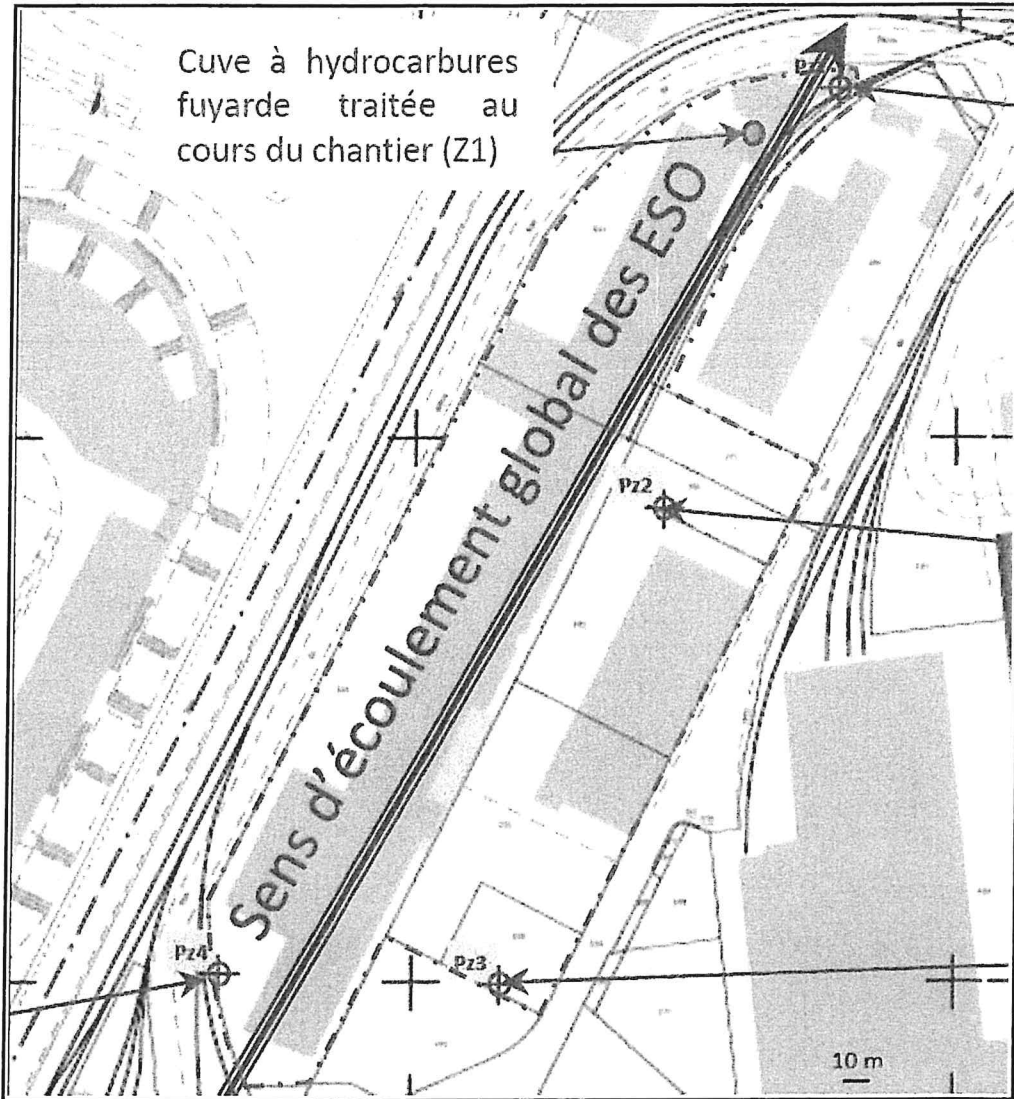 Cuve à hydrocarbures
fuyarde traitée au
cours du chantier (Z1)
Sens d'écoulement global des ESO
Pz2
Pz4
Pz3
10 m